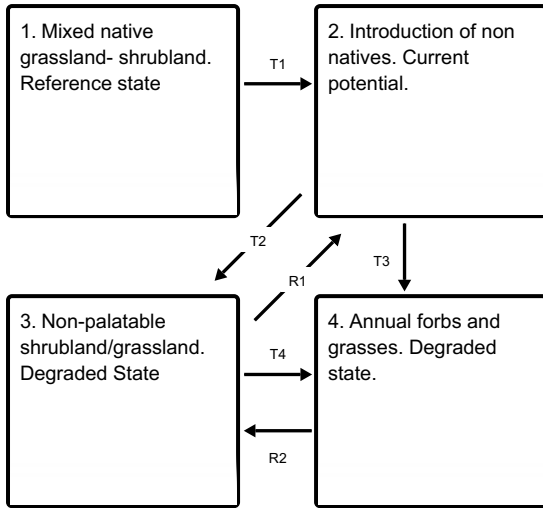 1. Mixed native
grassland- shrubland.
Reference state
T1
2. Introduction of non
natives. Current
potential.
T2
R1
T3
3. Non-palatable
shrubland/grassland.
Degraded State
T4
R2
4. Annual forbs and
grasses. Degraded
state.